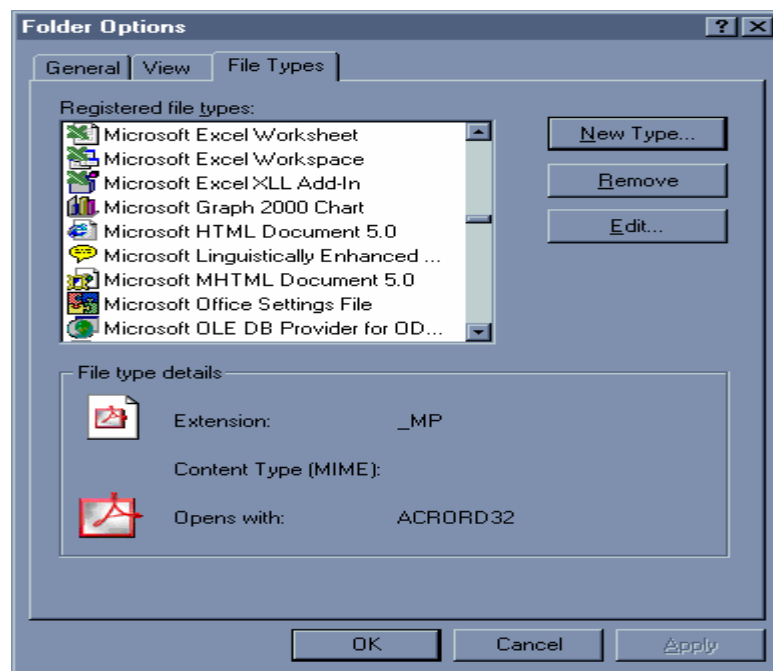 Folder Options
General View File Types
Registered file types:
Microsoft Excel Worksheet
Microsoft Excel Workspace
Microsoft Excel XLL Add-In
Microsoft Graph 2000 Chart
Microsoft HTML Document 5.0
Microsoft Linguistically Enhanced ...
Microsoft MHTML Document 5.0
Microsoft Office Settings File
Microsoft OLE DB Provider for OD...
New Type...
Remove
Edit...
File type details
Extension: _MP
Content Type (MIME):
Opens with: ACRORD32
OK Cancel Apply